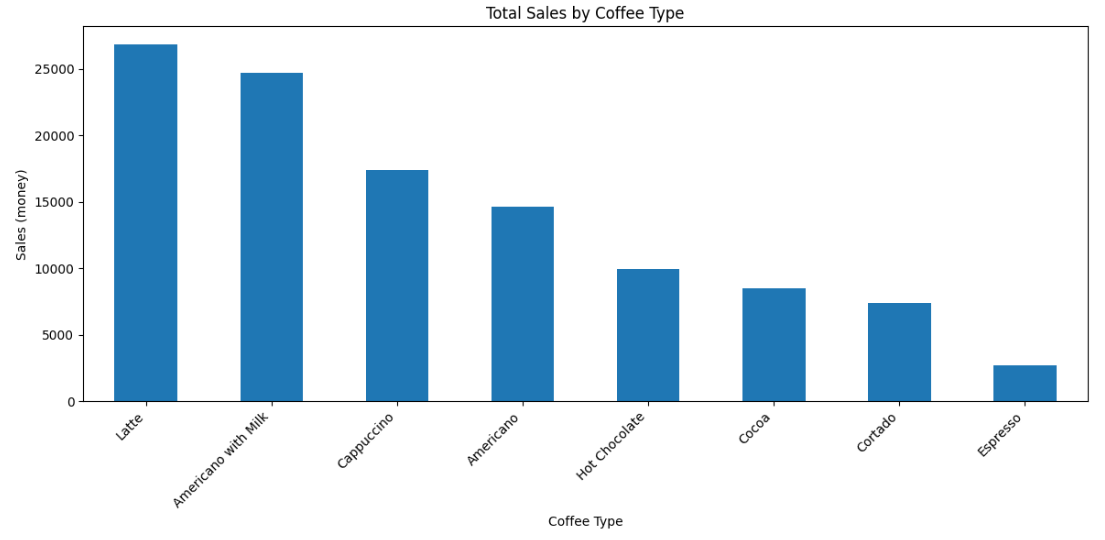 Total Sales by Coffee Type
Sales (money)
25000
20000
15000
10000
5000
0
Latte
Americano with Milk
Cappuccino
Americano
Hot Chocolate
Cocoa
Cortado
Espresso
Coffee Type